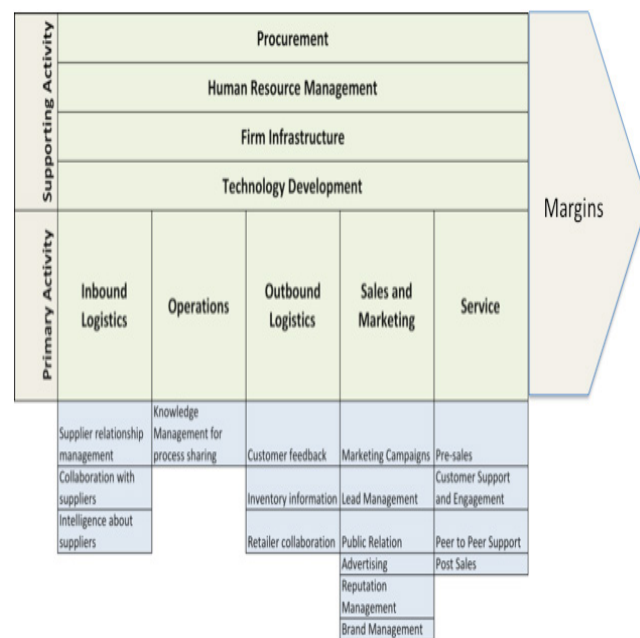 Supporting Activity
Procurement
Human Resource Management
Firm Infrastructure
Technology Development
Margins
Primary Activity
Inbound
Logistics
Operations
Outbound
Logistics
Sales and
Marketing
Service
Supplier relationship
management
Knowledge
Management for
process sharing
Customer feedback
Marketing Campaigns
Pre-sales
Collaboration with
suppliers
Inventory information
Lead Management
Customer Support
and Engagement
Intelligence about
suppliers
Retailer collaboration
Public Relation
Peer to Peer Support
Advertising
Post Sales
Reputation
Management
Brand Management